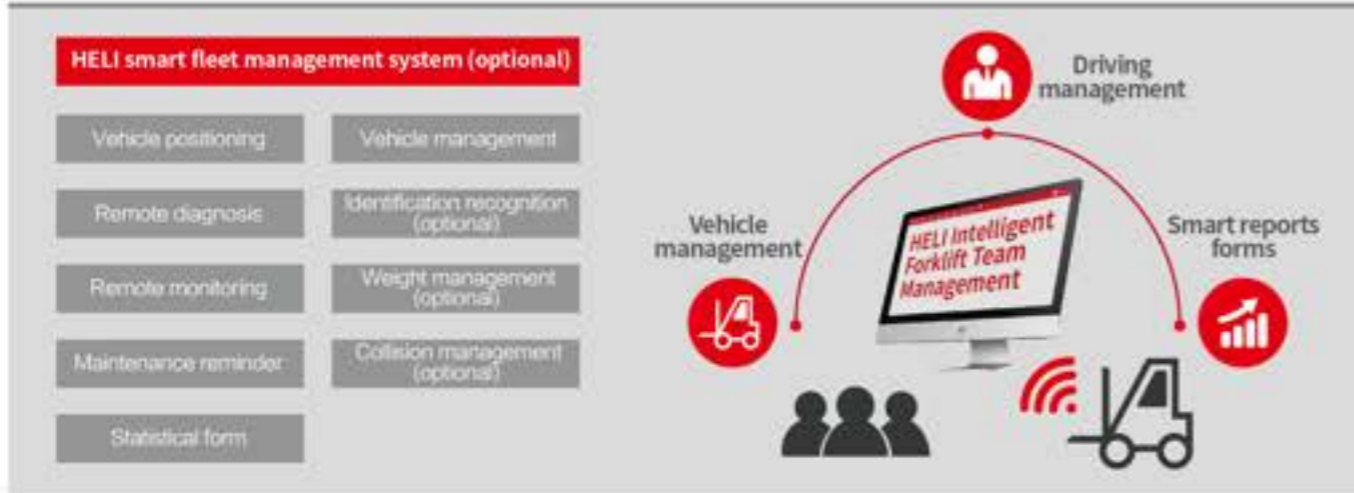 HELI smart fleet management system (optional)
Vehicle positioning
Vehicle management
Remote diagnosis
Identification recognition
(optional)
Remote monitoring
Weight management
(optional)
Maintenance reminder
Collision management
(optional)
Statistical form
Driving
management
Vehicle
management
Smart reports
forms
HELI Intelligent
Forklift Team
Management